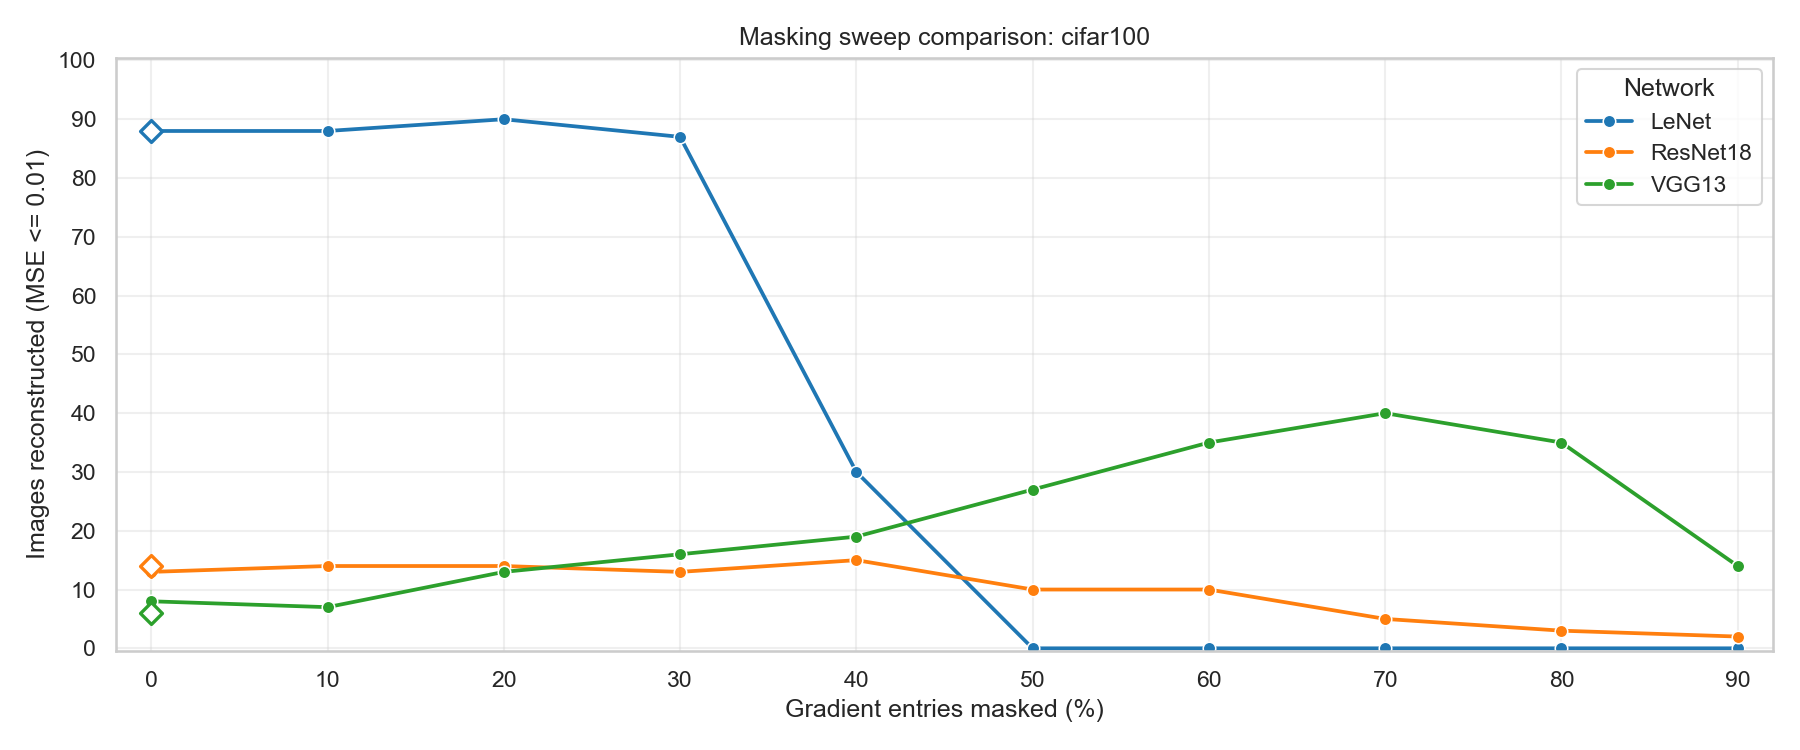 Masking sweep comparison: cifar100
Images reconstructed (MSE <= 0.01)
100
90
80
70
60
50
40
30
20
10
0
Network
LeNet
ResNet18
VGG13
0 10 20 30 40 50 60 70 80 90
Gradient entries masked (%)